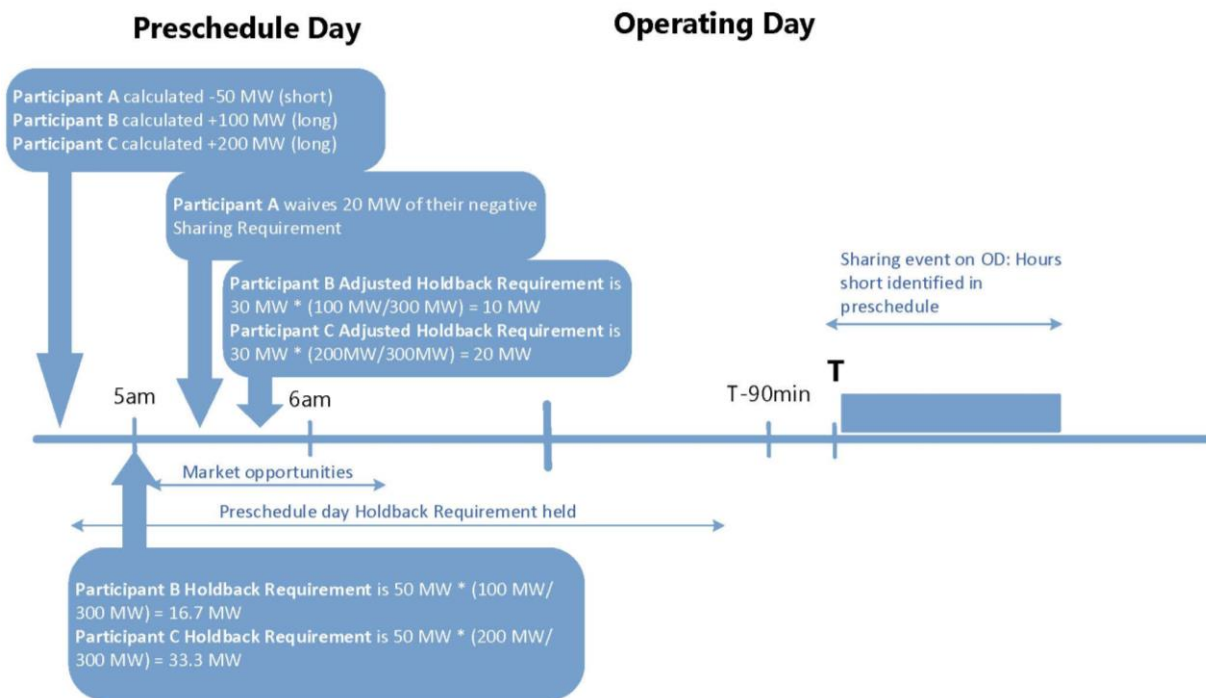 Preschedule Day
Operating Day
Participant A calculated -50 MW (short)
Participant B calculated +100 MW (long)
Participant C calculated +200 MW (long)
Participant A waives 20 MW of their negative
Sharing Requirement
Participant B Adjusted Holdback Requirement is
30 MW * (100 MW/300 MW) = 10 MW
Participant C Adjusted Holdback Requirement is
30 MW * (200MW/300MW) = 20 MW
Sharing event on OD: Hours
short identified in
preschedule
5am
6am
T-90min
T
Market opportunities
Preschedule day Holdback Requirement held
Participant B Holdback Requirement is 50 MW * (100 MW/
300 MW) = 16.7 MW
Participant C Holdback Requirement is 50 MW * (200 MW/
300 MW) = 33.3 MW